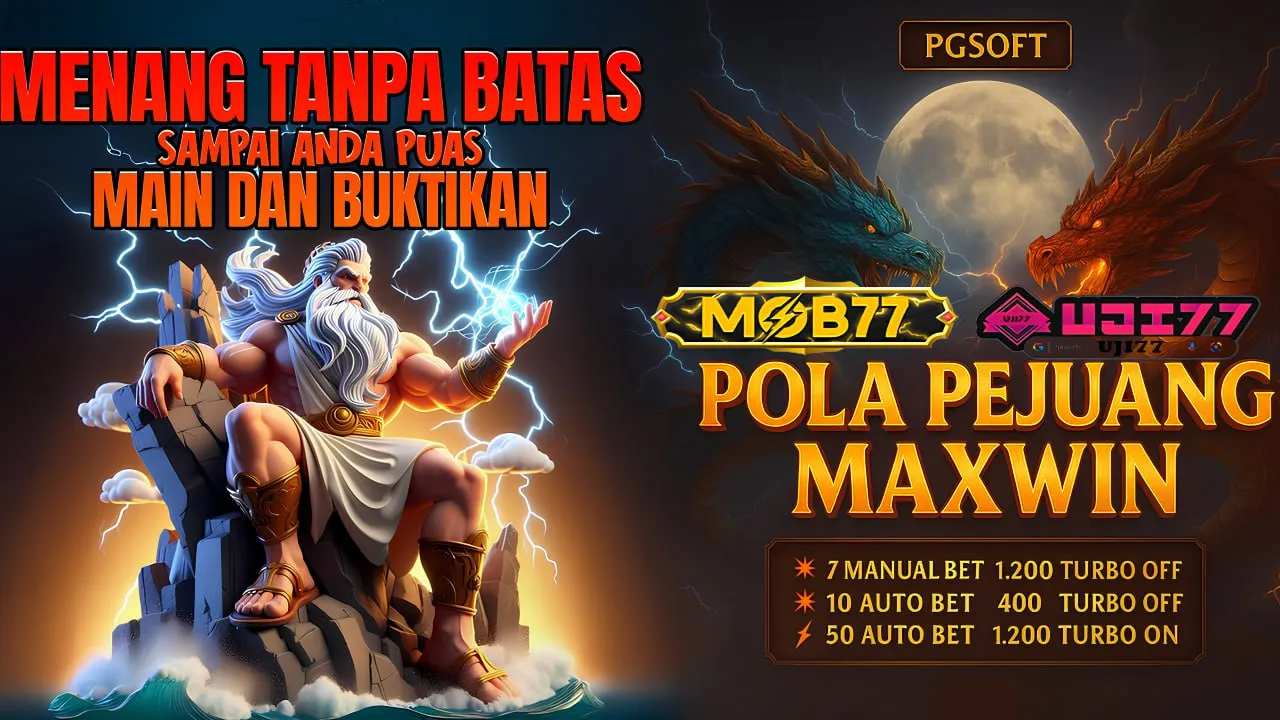 MENANG TANPA BATAS
SAMPAI ANDA PUAS
MAIN DAN BUKTIKAN
PGSOFT
MOB77
UJI77
UJI77
UJI77
POLA PEJUANG
MAXWIN
7 MANUAL BET 1.200 TURBO OFF
10 AUTO BET 400 TURBO OFF
50 AUTO BET 1.200 TURBO ON